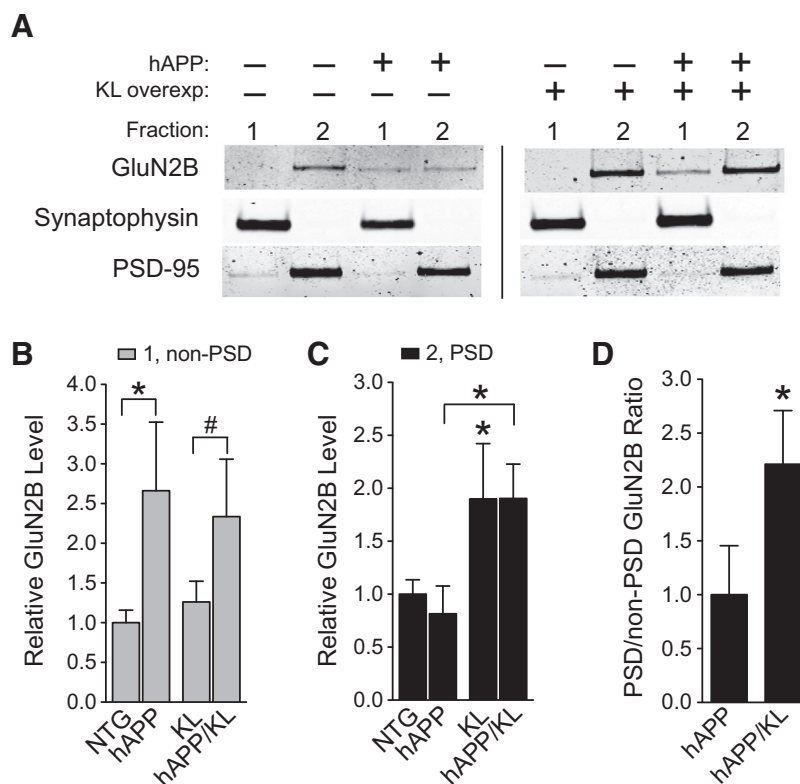 A
hAPP: – – + + – – + +
KL overexp: – – – – + + + +
Fraction: 1 2 1 2 1 2 1 2
GluN2B
Synaptophysin
PSD-95
B
1, non-PSD
Relative GluN2B Level
4.0
3.5
3.0
2.5
2.0
1.5
1.0
0.5
0.0
*
#
NTG
hAPP
KL
hAPP/KL
C
2, PSD
Relative GluN2B Level
3.0
2.5
2.0
1.5
1.0
0.5
0.0
*
*
NTG
hAPP
KL
hAPP/KL
D
PSD/non-PSD GluN2B Ratio
3.0
2.5
2.0
1.5
1.0
0.5
0.0
*
hAPP
hAPP/KL